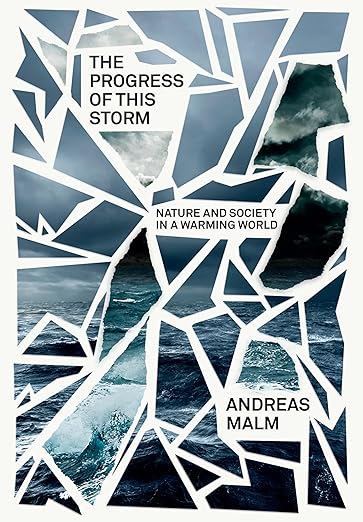 THE
PROGRESS
OF THIS
STORM
NATURE AND SOCIETY
IN A WARMING WORLD
ANDREAS
MALM